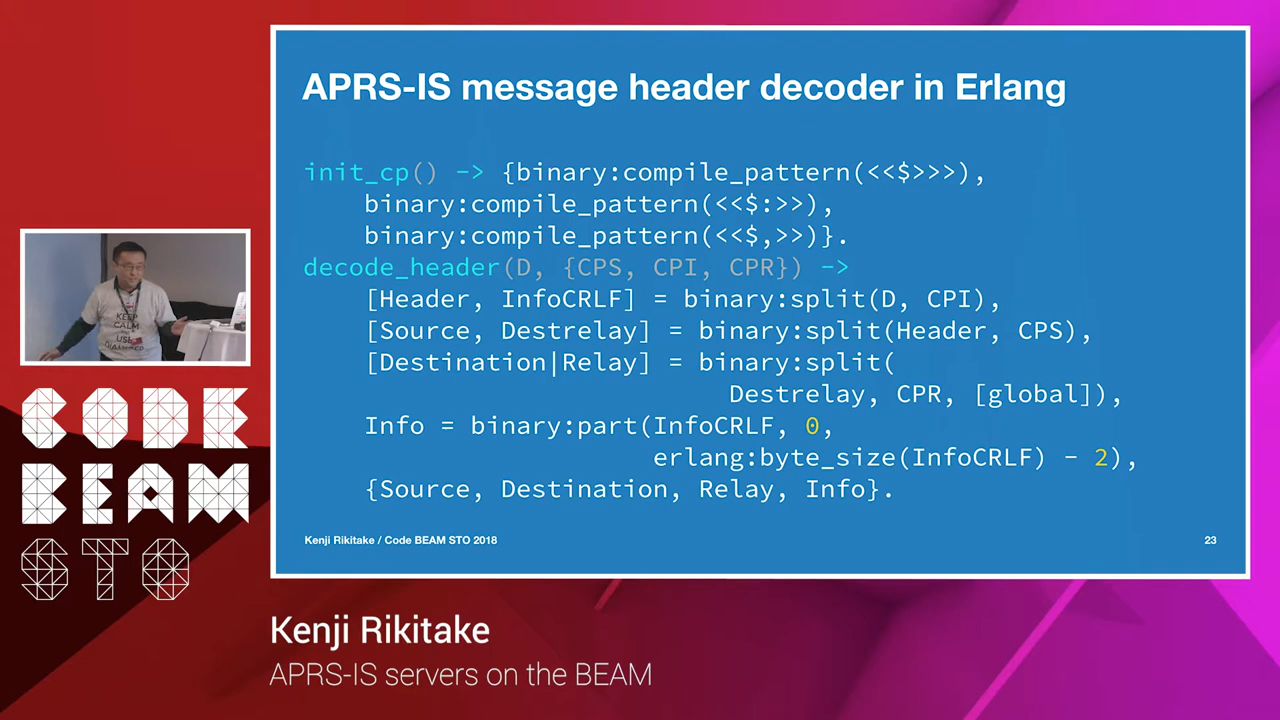 APRS-IS message header decoder in Erlang
init_cp() -> {binary:compile_pattern(<<$>>>),
binary:compile_pattern(<<$:>>),
binary:compile_pattern(<<$,>>)}.
decode_header(D, {CPS, CPI, CPR}) ->
[Header, InfoCRLF] = binary:split(D, CPI),
[Source, Destrelay] = binary:split(Header, CPS),
[Destination|Relay] = binary:split(
Destrelay, CPR, [global]),
Info = binary:part(InfoCRLF, 0,
erlang:byte_size(InfoCRLF) - 2),
{Source, Destination, Relay, Info}.
Kenji Rikitake / Code BEAM STO 2018
23
KEEP
CALM
USE
CODE
BEAM
STO
Kenji Rikitake
APRS-IS servers on the BEAM